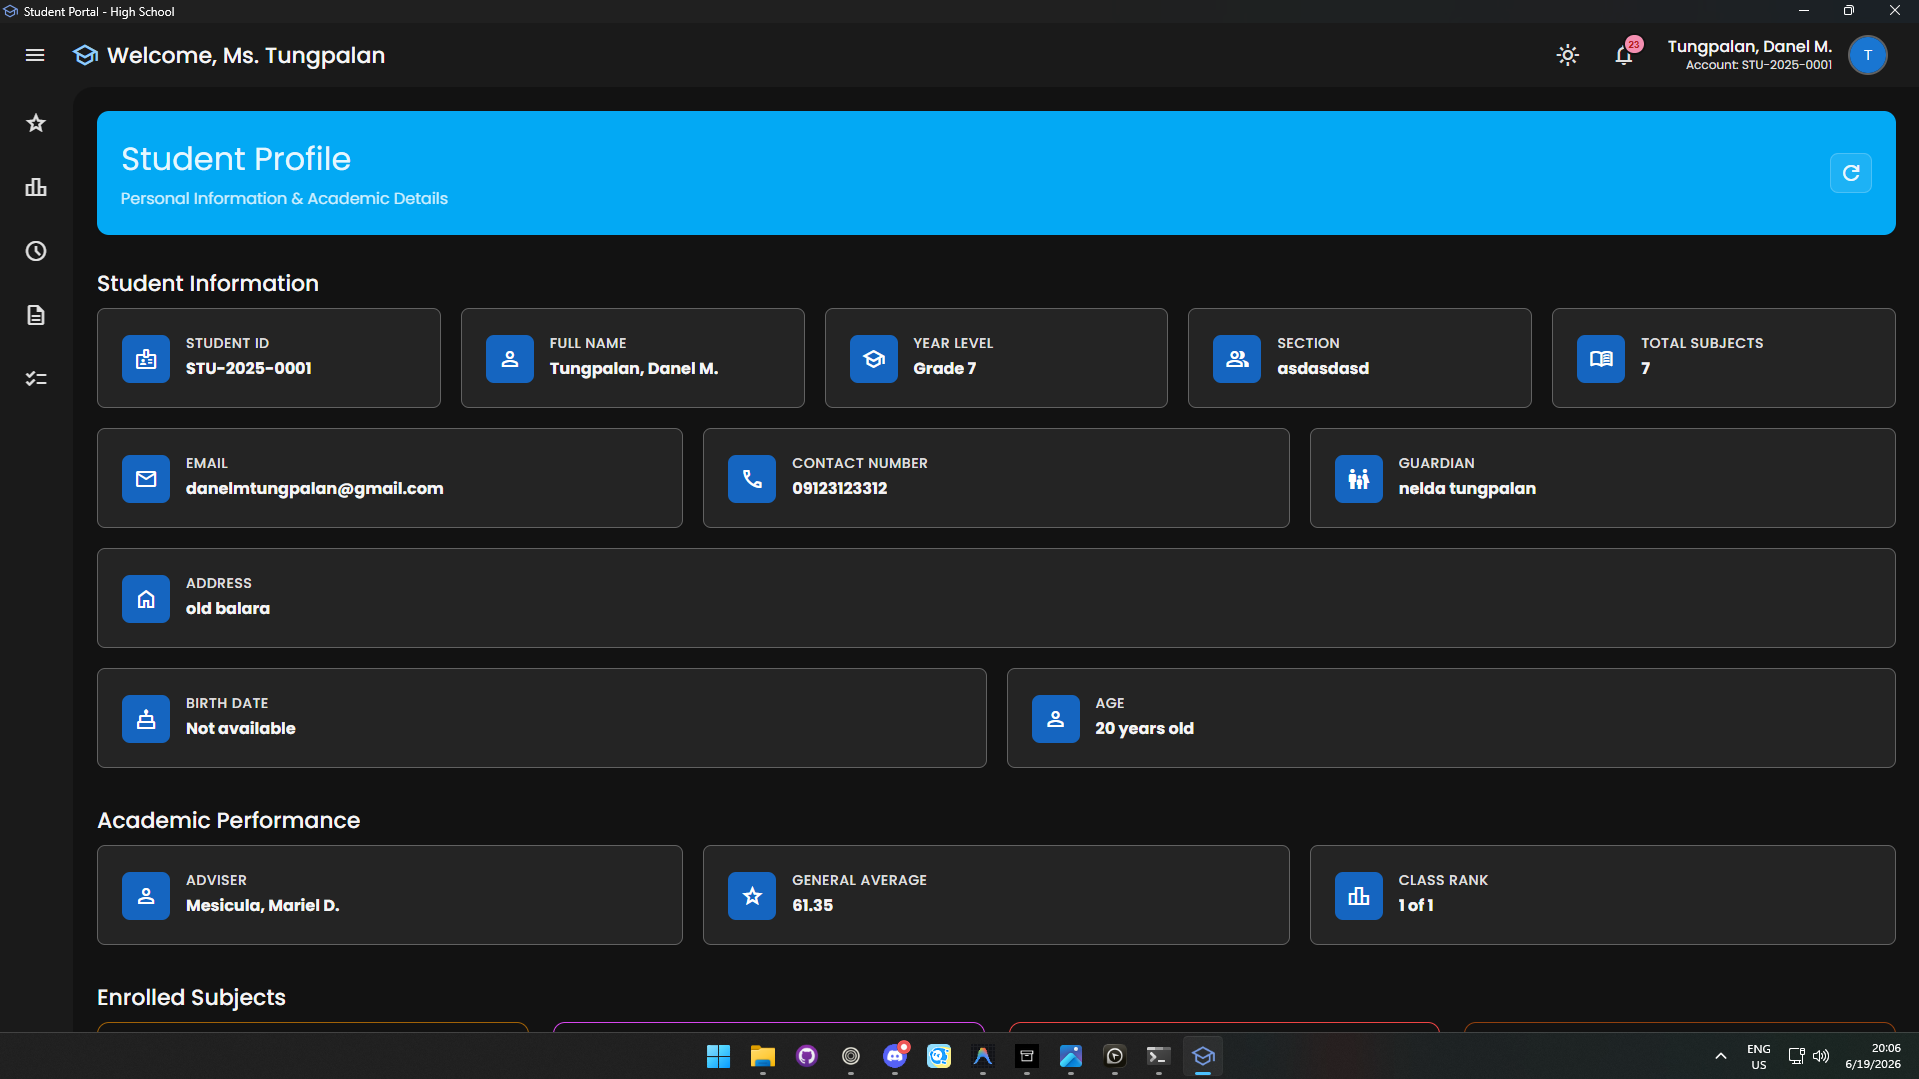 Student Portal - High School
Welcome, Ms. Tungpalan
23
Tungpalan, Danel M.
Account: STU-2025-0001
T
Student Profile
Personal Information & Academic Details
Student Information
STUDENT ID
STU-2025-0001
FULL NAME
Tungpalan, Danel M.
YEAR LEVEL
Grade 7
SECTION
asdasdasd
TOTAL SUBJECTS
7
EMAIL
danelmtungpalan@gmail.com
CONTACT NUMBER
09123123312
GUARDIAN
nelda tungpalan
ADDRESS
old balara
BIRTH DATE
Not available
AGE
20 years old
Academic Performance
ADVISER
Mesicula, Mariel D.
GENERAL AVERAGE
61.35
CLASS RANK
1 of 1
Enrolled Subjects
ENG
US
20:06
6/19/2026